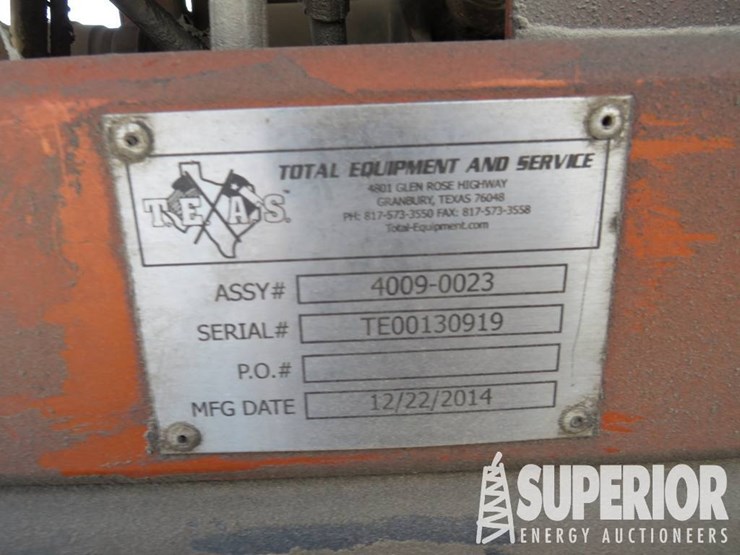 TOTAL EQUIPMENT AND SERVICE
4801 GLEN ROSE HIGHWAY
GRANBURY, TEXAS 76048
PH: 817-573-3550 FAX: 817-573-3558
Total-Equipment.com
T.E.X.A.S.™
ASSY# 4009-0023
SERIAL# TE00130919
P.O.#
MFG DATE 12/22/2014
SUPERIOR
ENERGY AUCTIONEERS